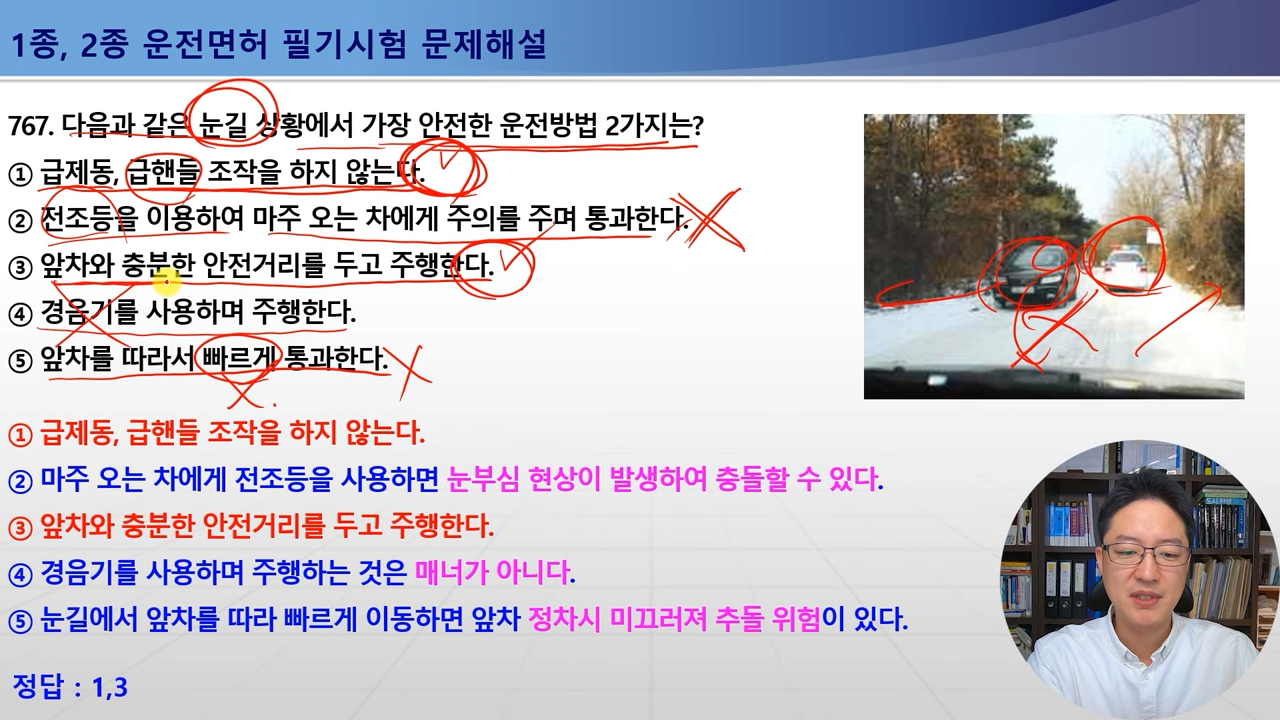 1종, 2종 운전면허 필기시험 문제해설
767. 다음과 같은 눈길 상황에서 가장 안전한 운전방법 2가지는?
① 급제동, 급핸들 조작을 하지 않는다.
② 전조등을 이용하여 마주 오는 차에게 주의를 주며 통과한다.
③ 앞차와 충분한 안전거리를 두고 주행한다.
④ 경음기를 사용하며 주행한다.
⑤ 앞차를 따라서 빠르게 통과한다.
① 급제동, 급핸들 조작을 하지 않는다.
② 마주 오는 차에게 전조등을 사용하면 눈부심 현상이 발생하여 충돌할 수 있다.
③ 앞차와 충분한 안전거리를 두고 주행한다.
④ 경음기를 사용하며 주행하는 것은 매너가 아니다.
⑤ 눈길에서 앞차를 따라 빠르게 이동하면 앞차 정차시 미끄러져 추돌 위험이 있다.
정답 : 1,3